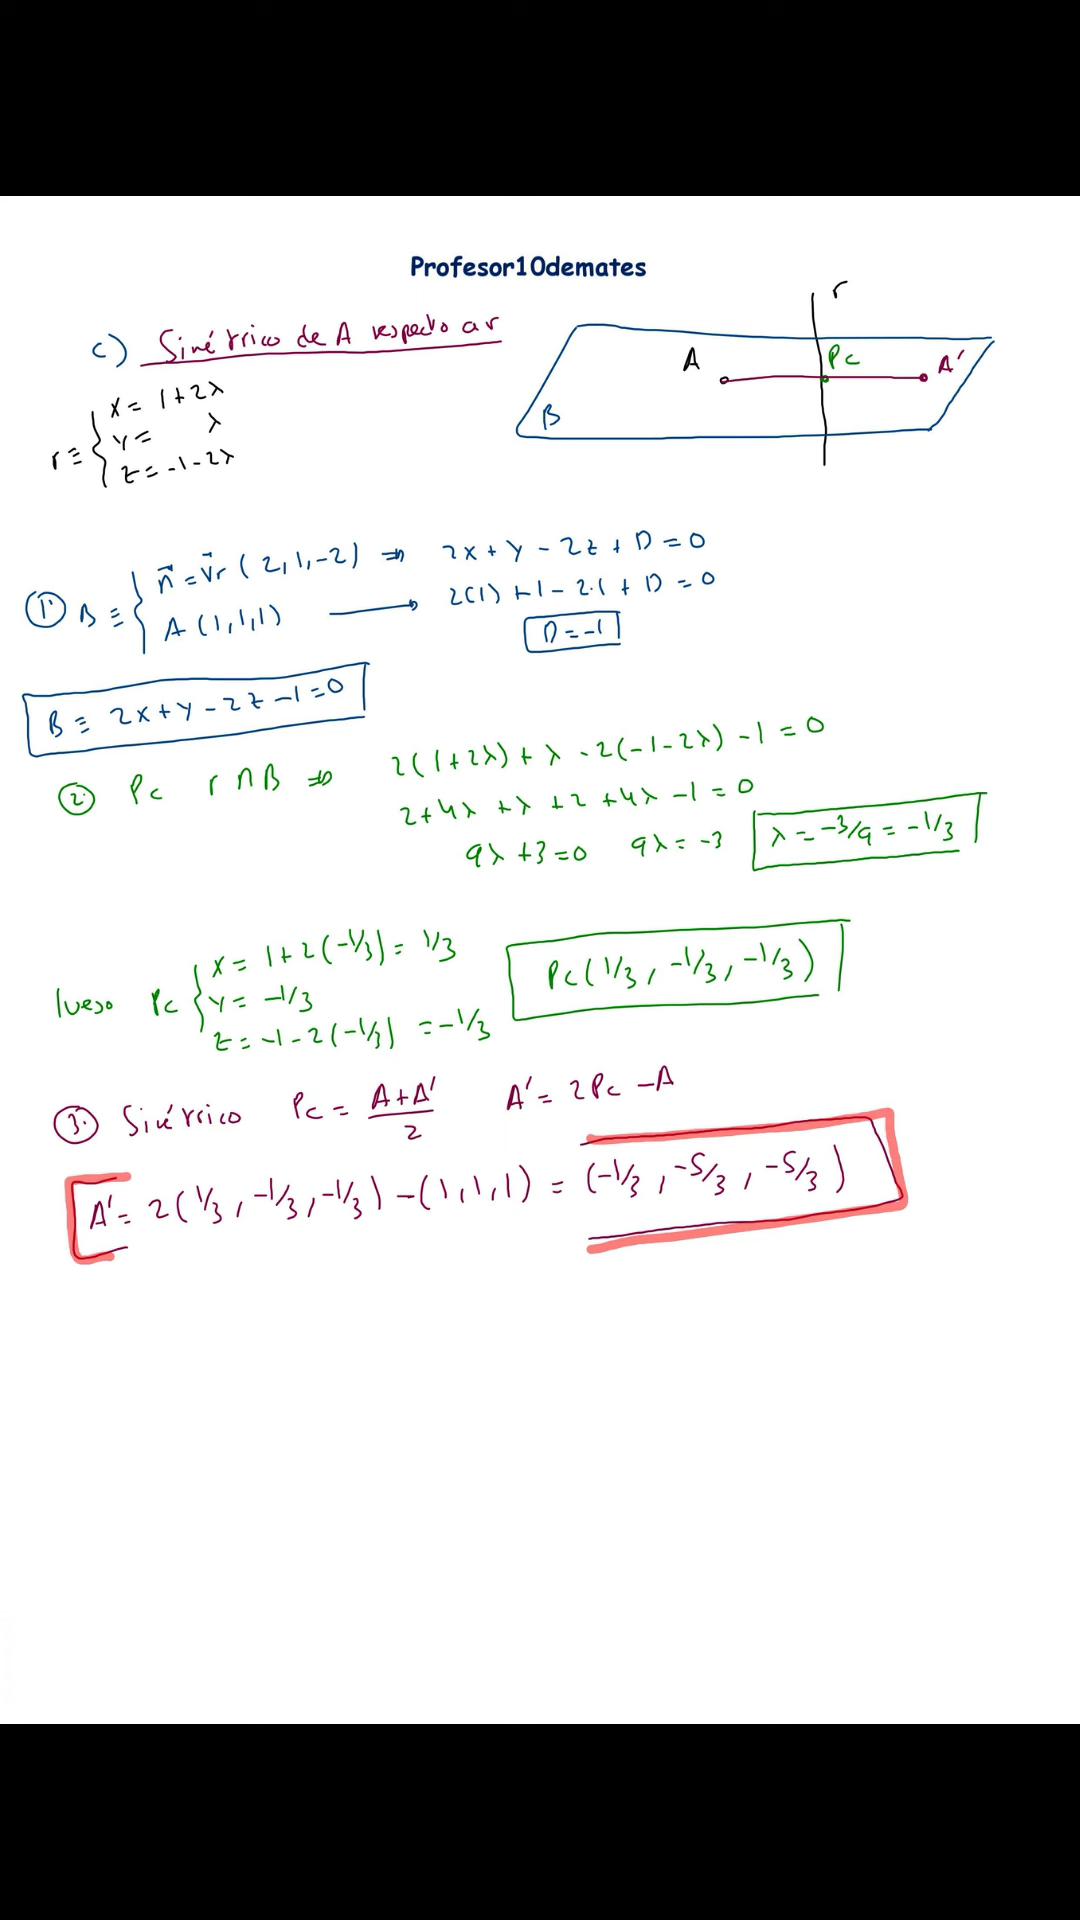 Profesor10demates
c) Simétrico de A respecto a r
r
A
Pc
A'
B
r ≡ { x = 1+2λ
y = λ
z = -1-2λ
1. B ≡ { n⃗ = v⃗r (2,1,-2) ⇒ 2x+y-2z+D=0
A (1,1,1) → 2(1)+1-2·1+D=0
D=-1
B ≡ 2x+y-2z-1=0
2. Pc r∩B ⇒ 2(1+2λ)+λ-2(-1-2λ)-1=0
2+4λ+λ+2+4λ-1=0
9λ+3=0 9λ=-3 λ=-3/9=-1/3
luego Pc { x = 1+2(-1/3) = 1/3
y = -1/3
z = -1-2(-1/3) = -1/3
Pc(1/3, -1/3, -1/3)
3. Simétrico Pc = (A+A')/2 A' = 2Pc - A
A' = 2(1/3, -1/3, -1/3) - (1,1,1) = (-1/3, -5/3, -5/3)